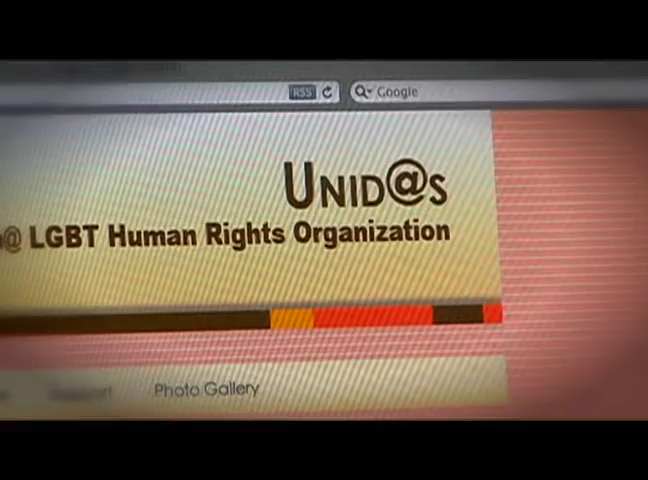 RSS Google
UNID@S
@ LGBT Human Rights Organization
Photo Gallery